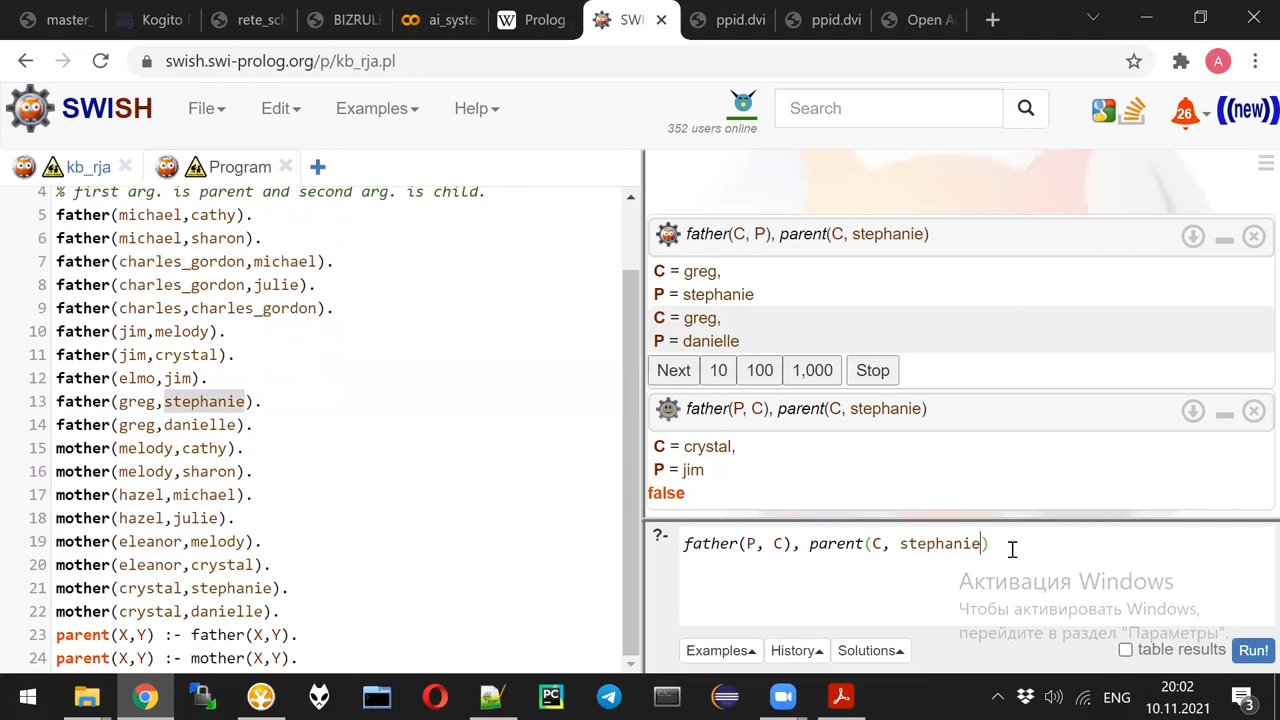 master_
Kogito D
rete_sch
BIZRULE
ai_syste
Prolog
SWI
ppid.dvi
ppid.dvi
Open A
swish.swi-prolog.org/p/kb_rja.pl
A
SWISH
File
Edit
Examples
Help
352 users online
Search
26
((new))
kb_rja
Program
4 % first arg. is parent and second arg. is child.
5 father(michael,cathy).
6 father(michael,sharon).
7 father(charles_gordon,michael).
8 father(charles_gordon,julie).
9 father(charles,charles_gordon).
10 father(jim,melody).
11 father(jim,crystal).
12 father(elmo,jim).
13 father(greg,stephanie).
14 father(greg,danielle).
15 mother(melody,cathy).
16 mother(melody,sharon).
17 mother(hazel,michael).
18 mother(hazel,julie).
19 mother(eleanor,melody).
20 mother(eleanor,crystal).
21 mother(crystal,stephanie).
22 mother(crystal,danielle).
23 parent(X,Y) :- father(X,Y).
24 parent(X,Y) :- mother(X,Y).
father(C, P), parent(C, stephanie)
C = greg,
P = stephanie
C = greg,
P = danielle
Next 10 100 1,000 Stop
father(P, C), parent(C, stephanie)
C = crystal,
P = jim
false
?- father(P, C), parent(C, stephanie)
Активация Windows
Чтобы активировать Windows,
перейдите в раздел "Параметры".
Examples History Solutions
table results Run!
PC
ENG
20:02
10.11.2021
3